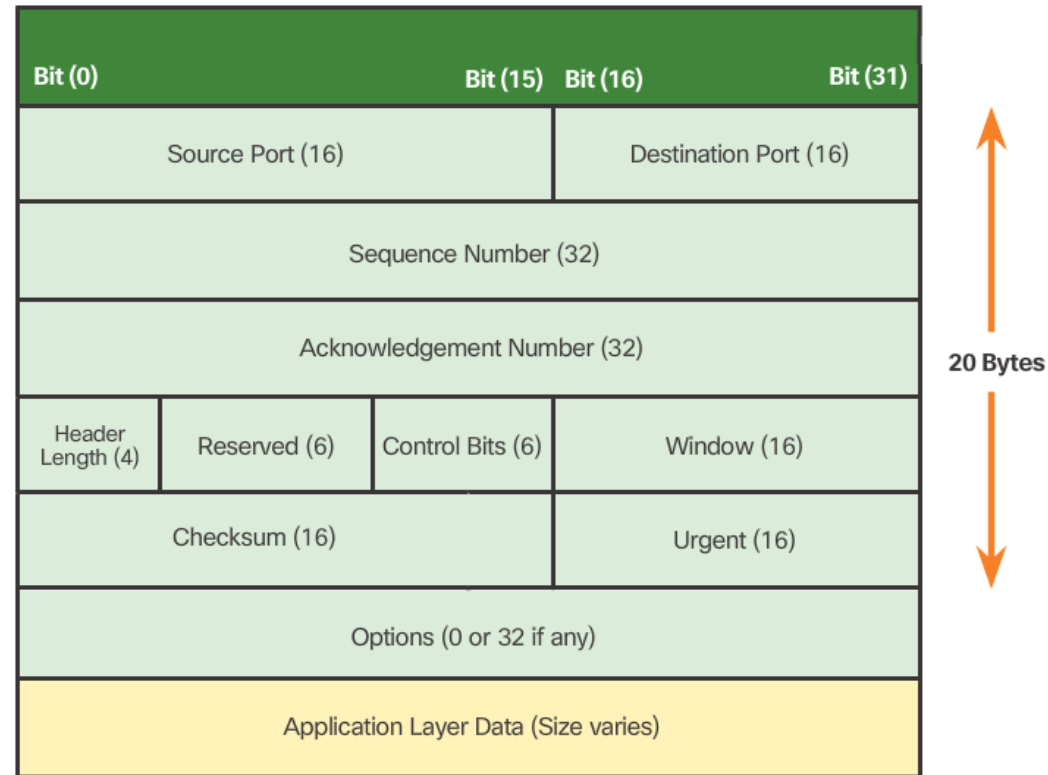 Bit (0) Bit (15) Bit (16) Bit (31)
Source Port (16) Destination Port (16)
Sequence Number (32)
Acknowledgement Number (32)
20 Bytes
Header
Length (4) Reserved (6) Control Bits (6) Window (16)
Checksum (16) Urgent (16)
Options (0 or 32 if any)
Application Layer Data (Size varies)